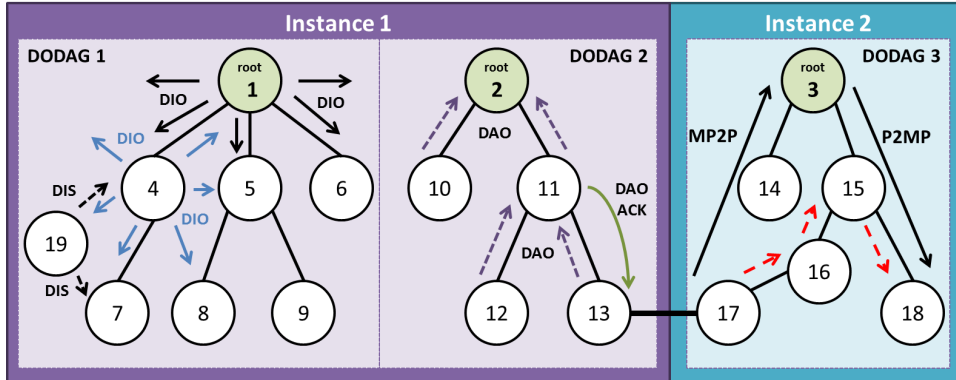 Instance 1
Instance 2
DODAG 1
DODAG 2
DODAG 3
root
1
root
2
root
3
DIO
DIO
DIO
DAO
MP2P
P2MP
DIS
4
5
6
10
11
14
15
DAO
ACK
19
DIO
DAO
16
DIS
7
8
9
12
13
17
18